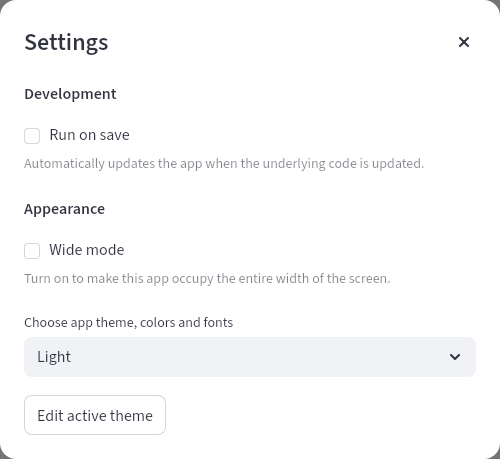 Settings
Development
Run on save
Automatically updates the app when the underlying code is updated.
Appearance
Wide mode
Turn on to make this app occupy the entire width of the screen.
Choose app theme, colors and fonts
Light
Edit active theme